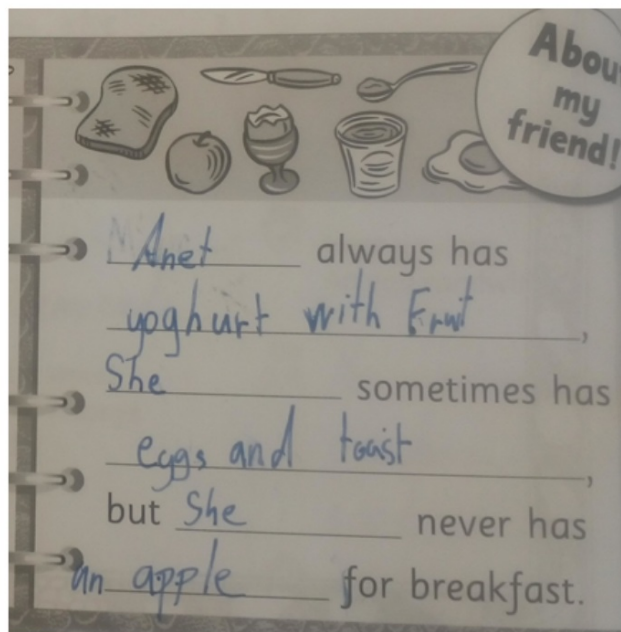 About
my
friend!
Anet always has
yoghurt with Fruit,
She sometimes has
eggs and toast,
but She never has
an apple for breakfast.